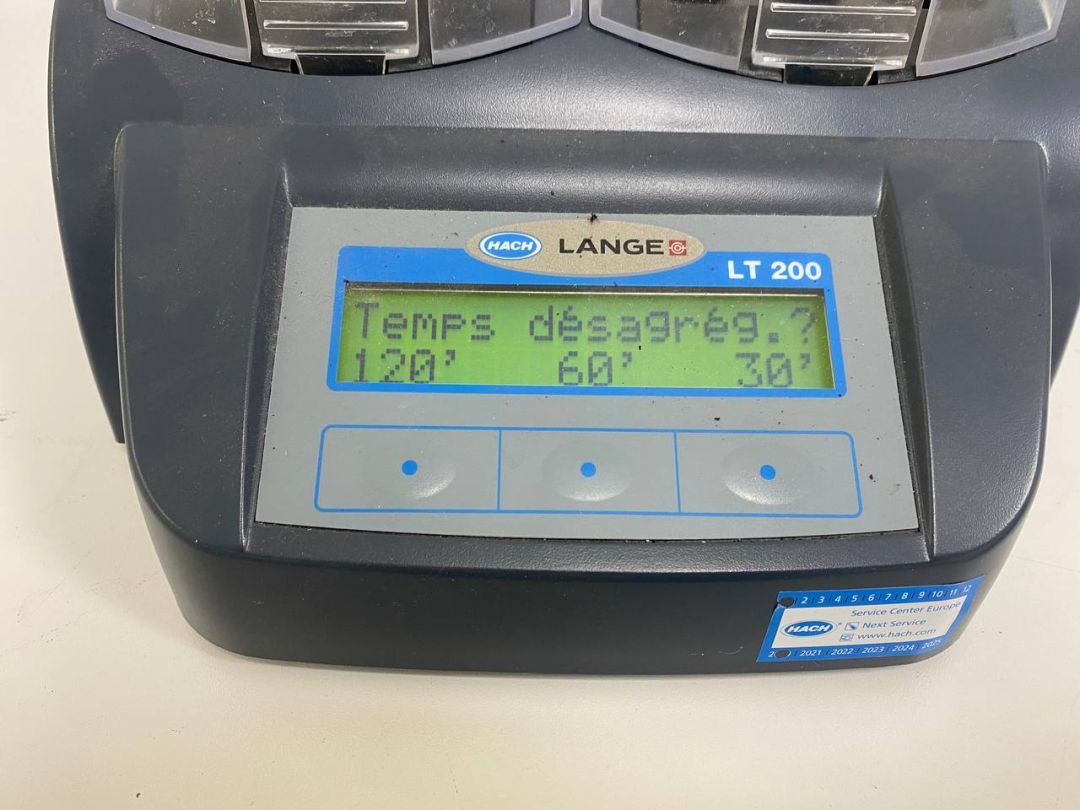 HACH LANGE
LT 200
Temps désagrég.?
120' 60' 30'
2 3 4 5 6 7 8 9 10 11 12
Service Center Europe
HACH Next Service
www.hach.com
2021 2022 2023 2024 2025